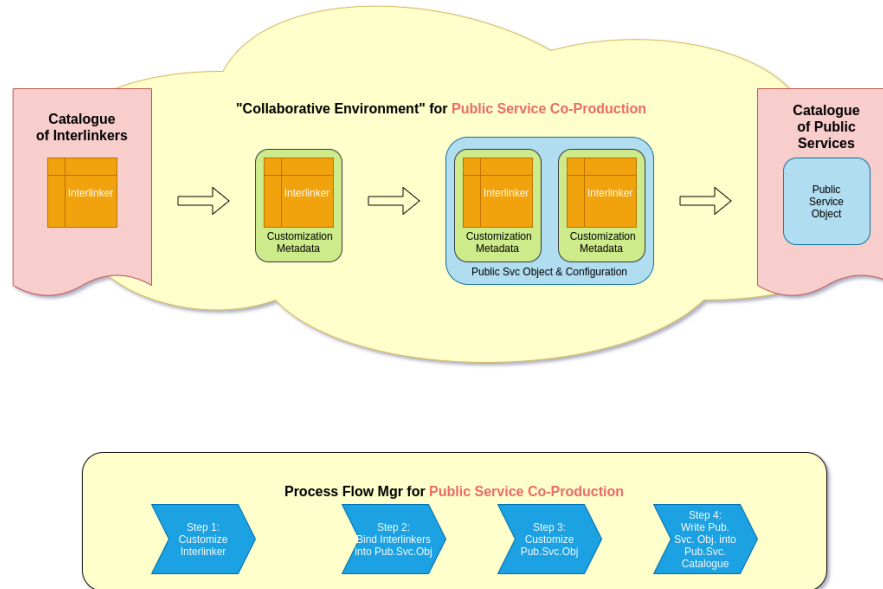 "Collaborative Environment" for Public Service Co-Production
Catalogue
of Interlinkers
Interlinker
Interlinker
Customization
Metadata
Interlinker
Customization
Metadata
Interlinker
Customization
Metadata
Public Svc Object & Configuration
Catalogue
of Public
Services
Public
Service
Object
Process Flow Mgr for Public Service Co-Production
Step 1:
Customize
Interlinker
Step 2:
Bind Interlinkers
into Pub.Svc.Obj
Step 3:
Customize
Pub.Svc.Obj
Step 4:
Write Pub.
Svc. Obj. into
Pub.Svc.
Catalogue